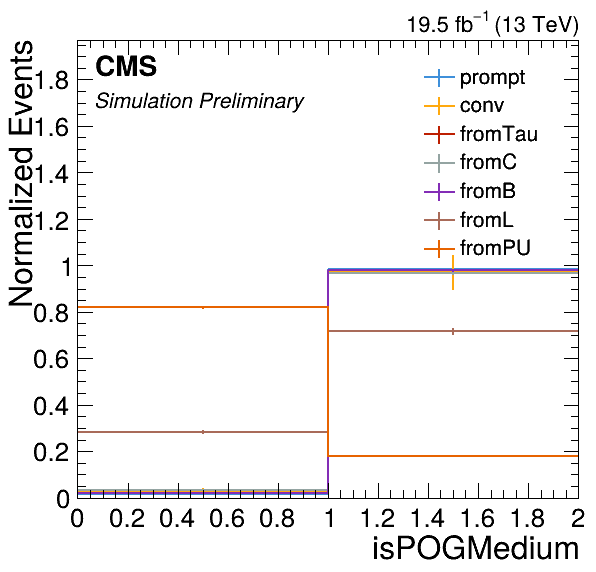 19.5 fb⁻¹ (13 TeV)
CMS
Simulation Preliminary
prompt
conv
fromTau
fromC
fromB
fromL
fromPU
Normalized Events
1.8
1.6
1.4
1.2
1
0.8
0.6
0.4
0.2
0
0 0.2 0.4 0.6 0.8 1 1.2 1.4 1.6 1.8 2
isPOGMedium